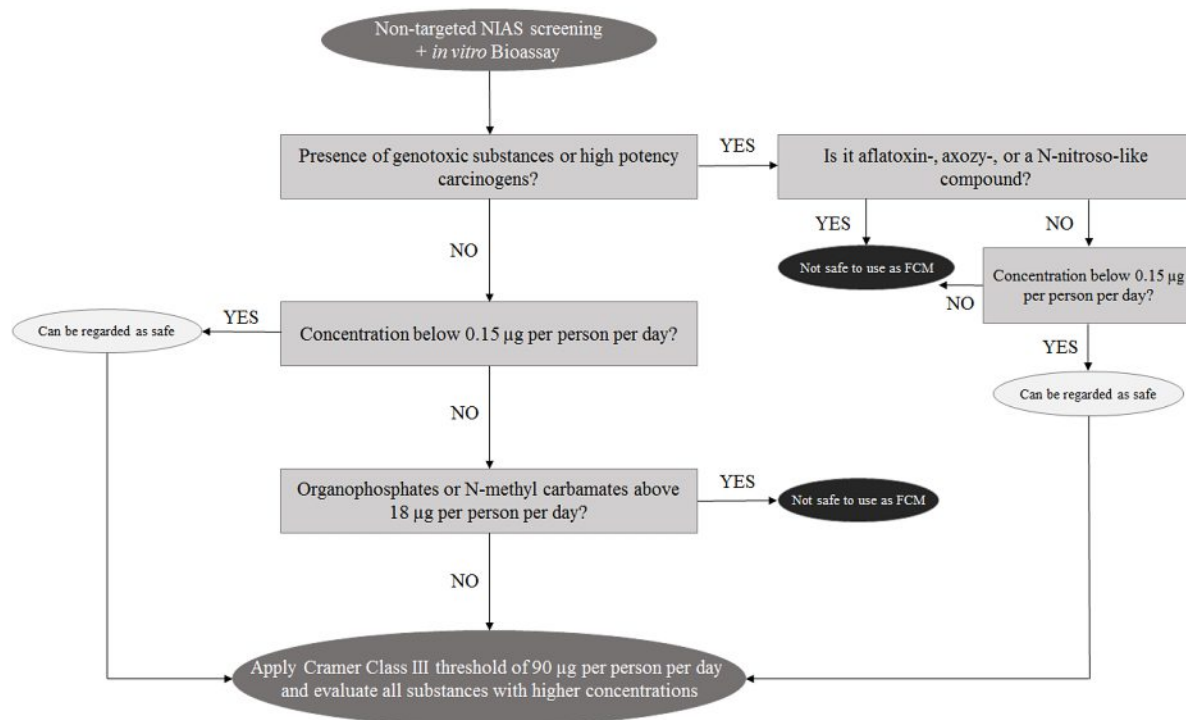 Non-targeted NIAS screening
+ in vitro Bioassay
Presence of genotoxic substances or high potency
carcinogens?
YES
Is it aflatoxin-, axozy-, or a N-nitroso-like
compound?
YES
NO
NO
Not safe to use as FCM
Concentration below 0.15 µg
per person per day?
NO
Can be regarded as safe
YES
Concentration below 0.15 µg per person per day?
YES
Can be regarded as safe
NO
Organophosphates or N-methyl carbamates above
18 µg per person per day?
YES
Not safe to use as FCM
NO
Apply Cramer Class III threshold of 90 µg per person per day
and evaluate all substances with higher concentrations